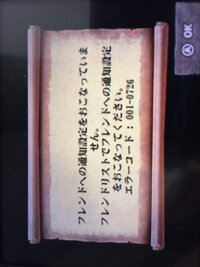 フレンドへの通知設定をおこなっていま
せん。
フレンドリストでフレンドへの通知設定
をおこなってください。
エラーコード：001-0726
Ⓐ OK